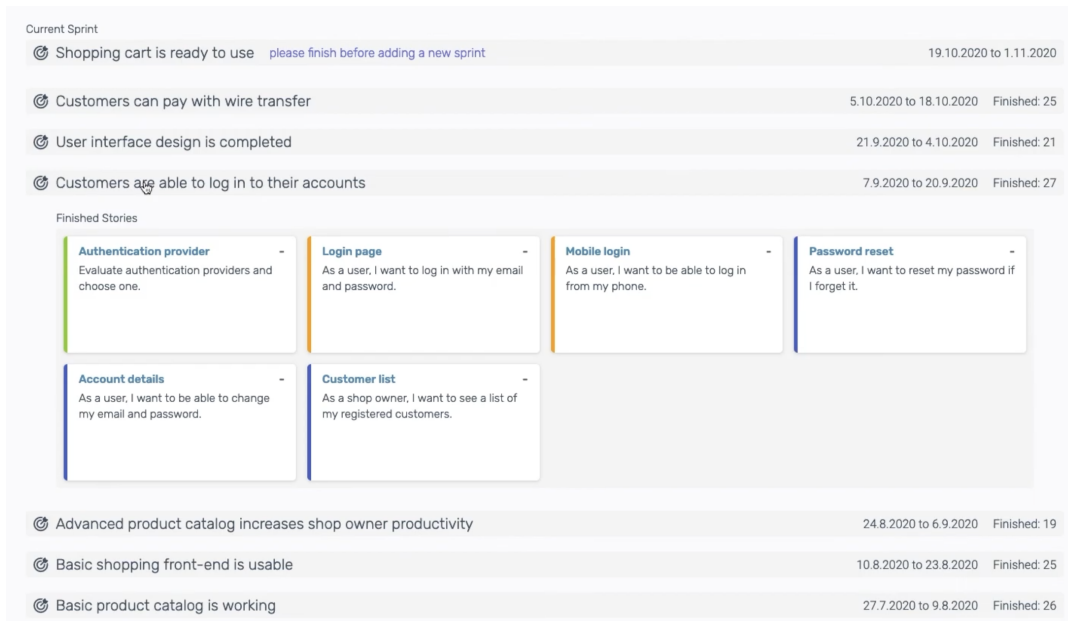 Current Sprint
Shopping cart is ready to use please finish before adding a new sprint 19.10.2020 to 1.11.2020
Customers can pay with wire transfer 5.10.2020 to 18.10.2020 Finished: 25
User interface design is completed 21.9.2020 to 4.10.2020 Finished: 21
Customers are able to log in to their accounts 7.9.2020 to 20.9.2020 Finished: 27
Finished Stories
Authentication provider -
Evaluate authentication providers and
choose one.
Login page -
As a user, I want to log in with my email
and password.
Mobile login -
As a user, I want to be able to log in
from my phone.
Password reset -
As a user, I want to reset my password if
I forget it.
Account details -
As a user, I want to be able to change
my email and password.
Customer list -
As a shop owner, I want to see a list of
my registered customers.
Advanced product catalog increases shop owner productivity 24.8.2020 to 6.9.2020 Finished: 19
Basic shopping front-end is usable 10.8.2020 to 23.8.2020 Finished: 25
Basic product catalog is working 27.7.2020 to 9.8.2020 Finished: 26